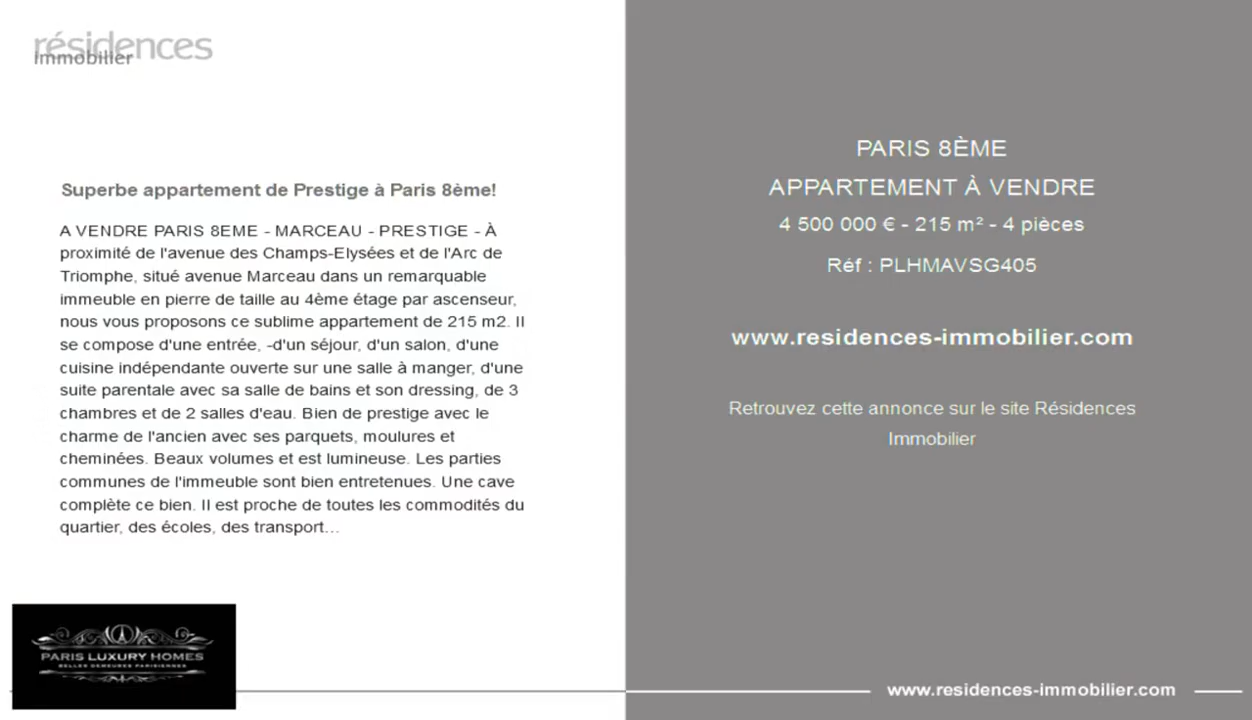 résidences
immobilier
Superbe appartement de Prestige à Paris 8ème!
A VENDRE PARIS 8EME - MARCEAU - PRESTIGE - À
proximité de l'avenue des Champs-Elysées et de l'Arc de
Triomphe, situé avenue Marceau dans un remarquable
immeuble en pierre de taille au 4ème étage par ascenseur,
nous vous proposons ce sublime appartement de 215 m2. Il
se compose d'une entrée, -d'un séjour, d'un salon, d'une
cuisine indépendante ouverte sur une salle à manger, d'une
suite parentale avec sa salle de bains et son dressing, de 3
chambres et de 2 salles d'eau. Bien de prestige avec le
charme de l'ancien avec ses parquets, moulures et
cheminées. Beaux volumes et est lumineuse. Les parties
communes de l'immeuble sont bien entretenues. Une cave
complète ce bien. Il est proche de toutes les commodités du
quartier, des écoles, des transport...
PARIS LUXURY HOMES
BELLES DEMEURES PARISIENNES
PARIS 8ÈME
APPARTEMENT À VENDRE
4 500 000 € - 215 m² - 4 pièces
Réf : PLHMAVSG405
www.residences-immobilier.com
Retrouvez cette annonce sur le site Résidences
Immobilier
www.residences-immobilier.com